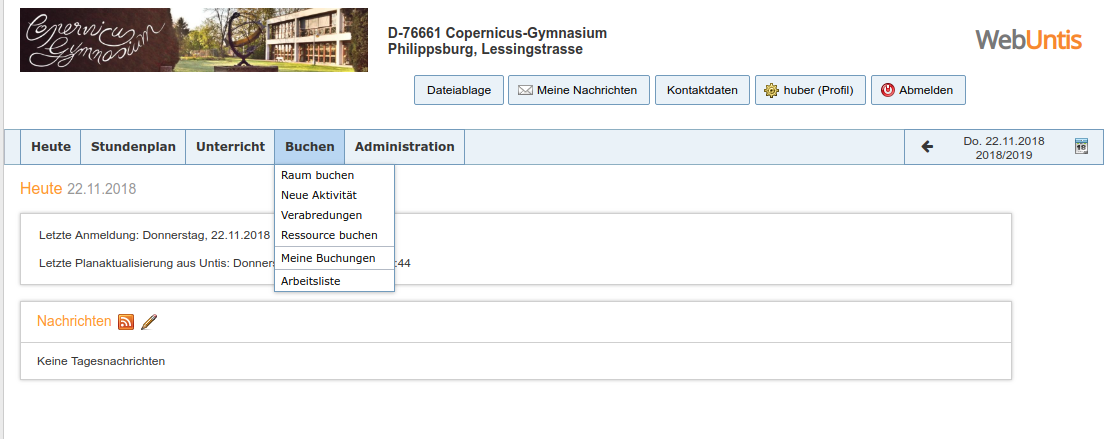 Copernicus
Gymnasium
D-76661 Copernicus-Gymnasium
Philippsburg, Lessingstrasse
WebUntis
Dateiablage
Meine Nachrichten
Kontaktdaten
huber (Profil)
Abmelden
Heute
Stundenplan
Unterricht
Buchen
Administration
Do. 22.11.2018
2018/2019
Raum buchen
Neue Aktivität
Verabredungen
Ressource buchen
Meine Buchungen
Arbeitsliste
Heute 22.11.2018
Letzte Anmeldung: Donnerstag, 22.11.2018
Letzte Planaktualisierung aus Untis: Donners :44
Nachrichten
Keine Tagesnachrichten